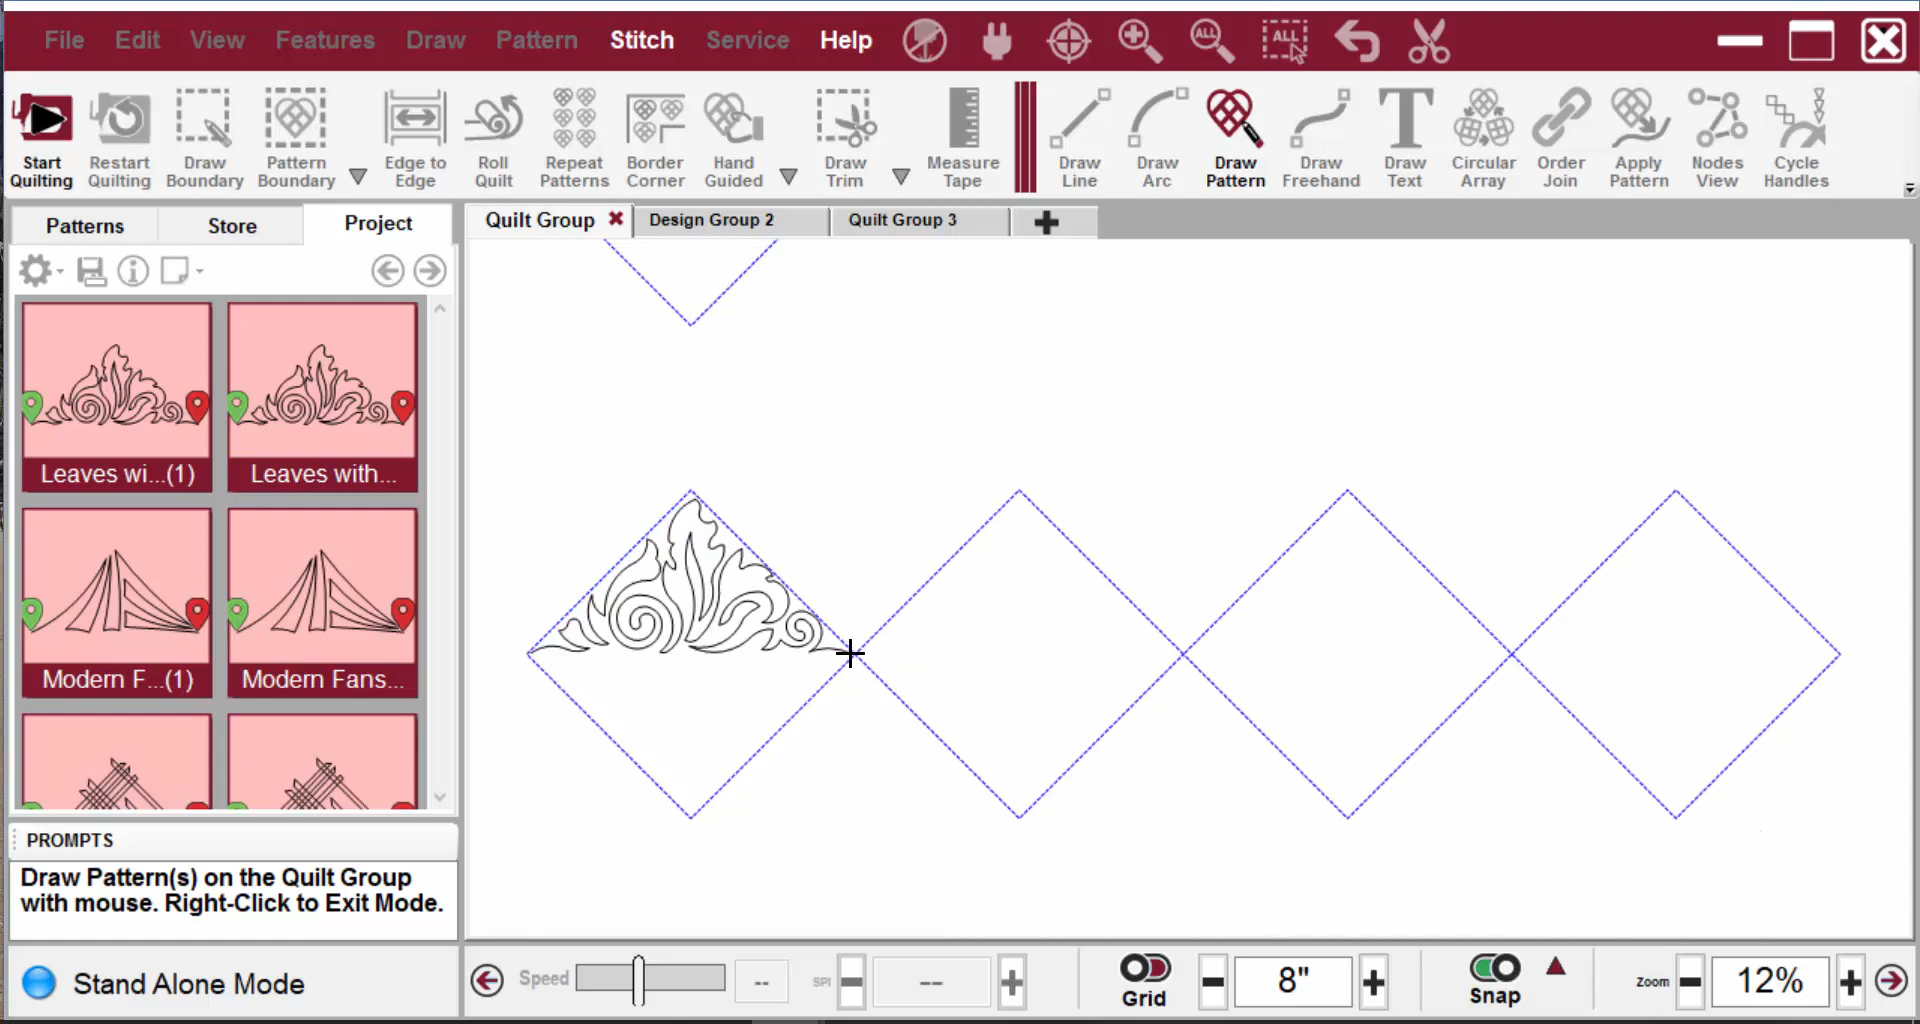 File Edit View Features Draw Pattern Stitch Service Help ALL ALL
Start Quilting
Restart Quilting
Draw Boundary
Pattern Boundary
Edge to Edge
Roll Quilt
Repeat Patterns
Border Corner
Hand Guided
Draw Trim
Measure Tape
Draw Line
Draw Arc
Draw Pattern
Draw Freehand
T
Draw Text
Circular Array
Order Join
Apply Pattern
Nodes View
Cycle Handles
Patterns Store Project
Quilt Group Design Group 2 Quilt Group 3
Leaves wi...(1) Leaves with...
Modern F...(1) Modern Fans...
PROMPTS
Draw Pattern(s) on the Quilt Group
with mouse. Right-Click to Exit Mode.
Stand Alone Mode
Speed -- SPI -- Grid 8" Snap Zoom 12%